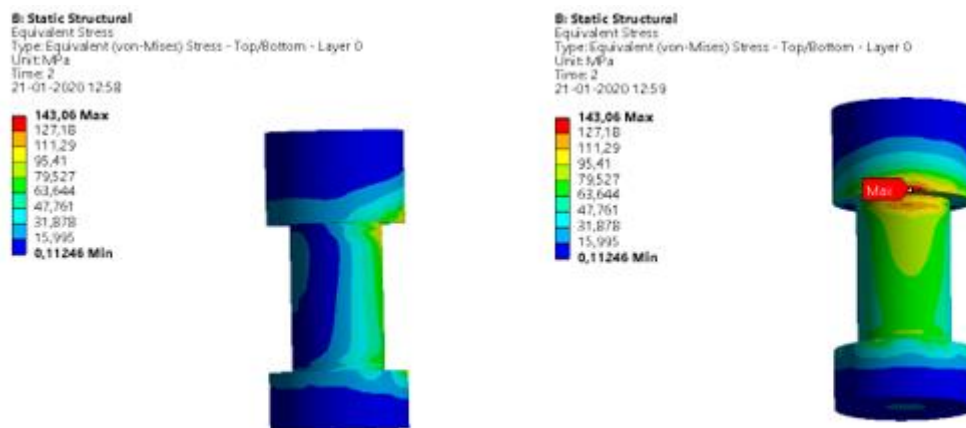 B: Static Structural
Equivalent Stress
Type: Equivalent (von-Mises) Stress - Top/Bottom - Layer 0
Unit: MPa
Time: 2
21-01-2020 12:58
143,06 Max
127,18
111,29
95,41
79,527
63,644
47,761
31,878
15,995
0,11246 Min
B: Static Structural
Equivalent Stress
Type: Equivalent (von-Mises) Stress - Top/Bottom - Layer 0
Unit: MPa
Time: 2
21-01-2020 12:59
143,06 Max
127,18
111,29
95,41
79,527
63,644
47,761
31,878
15,995
0,11246 Min
Max